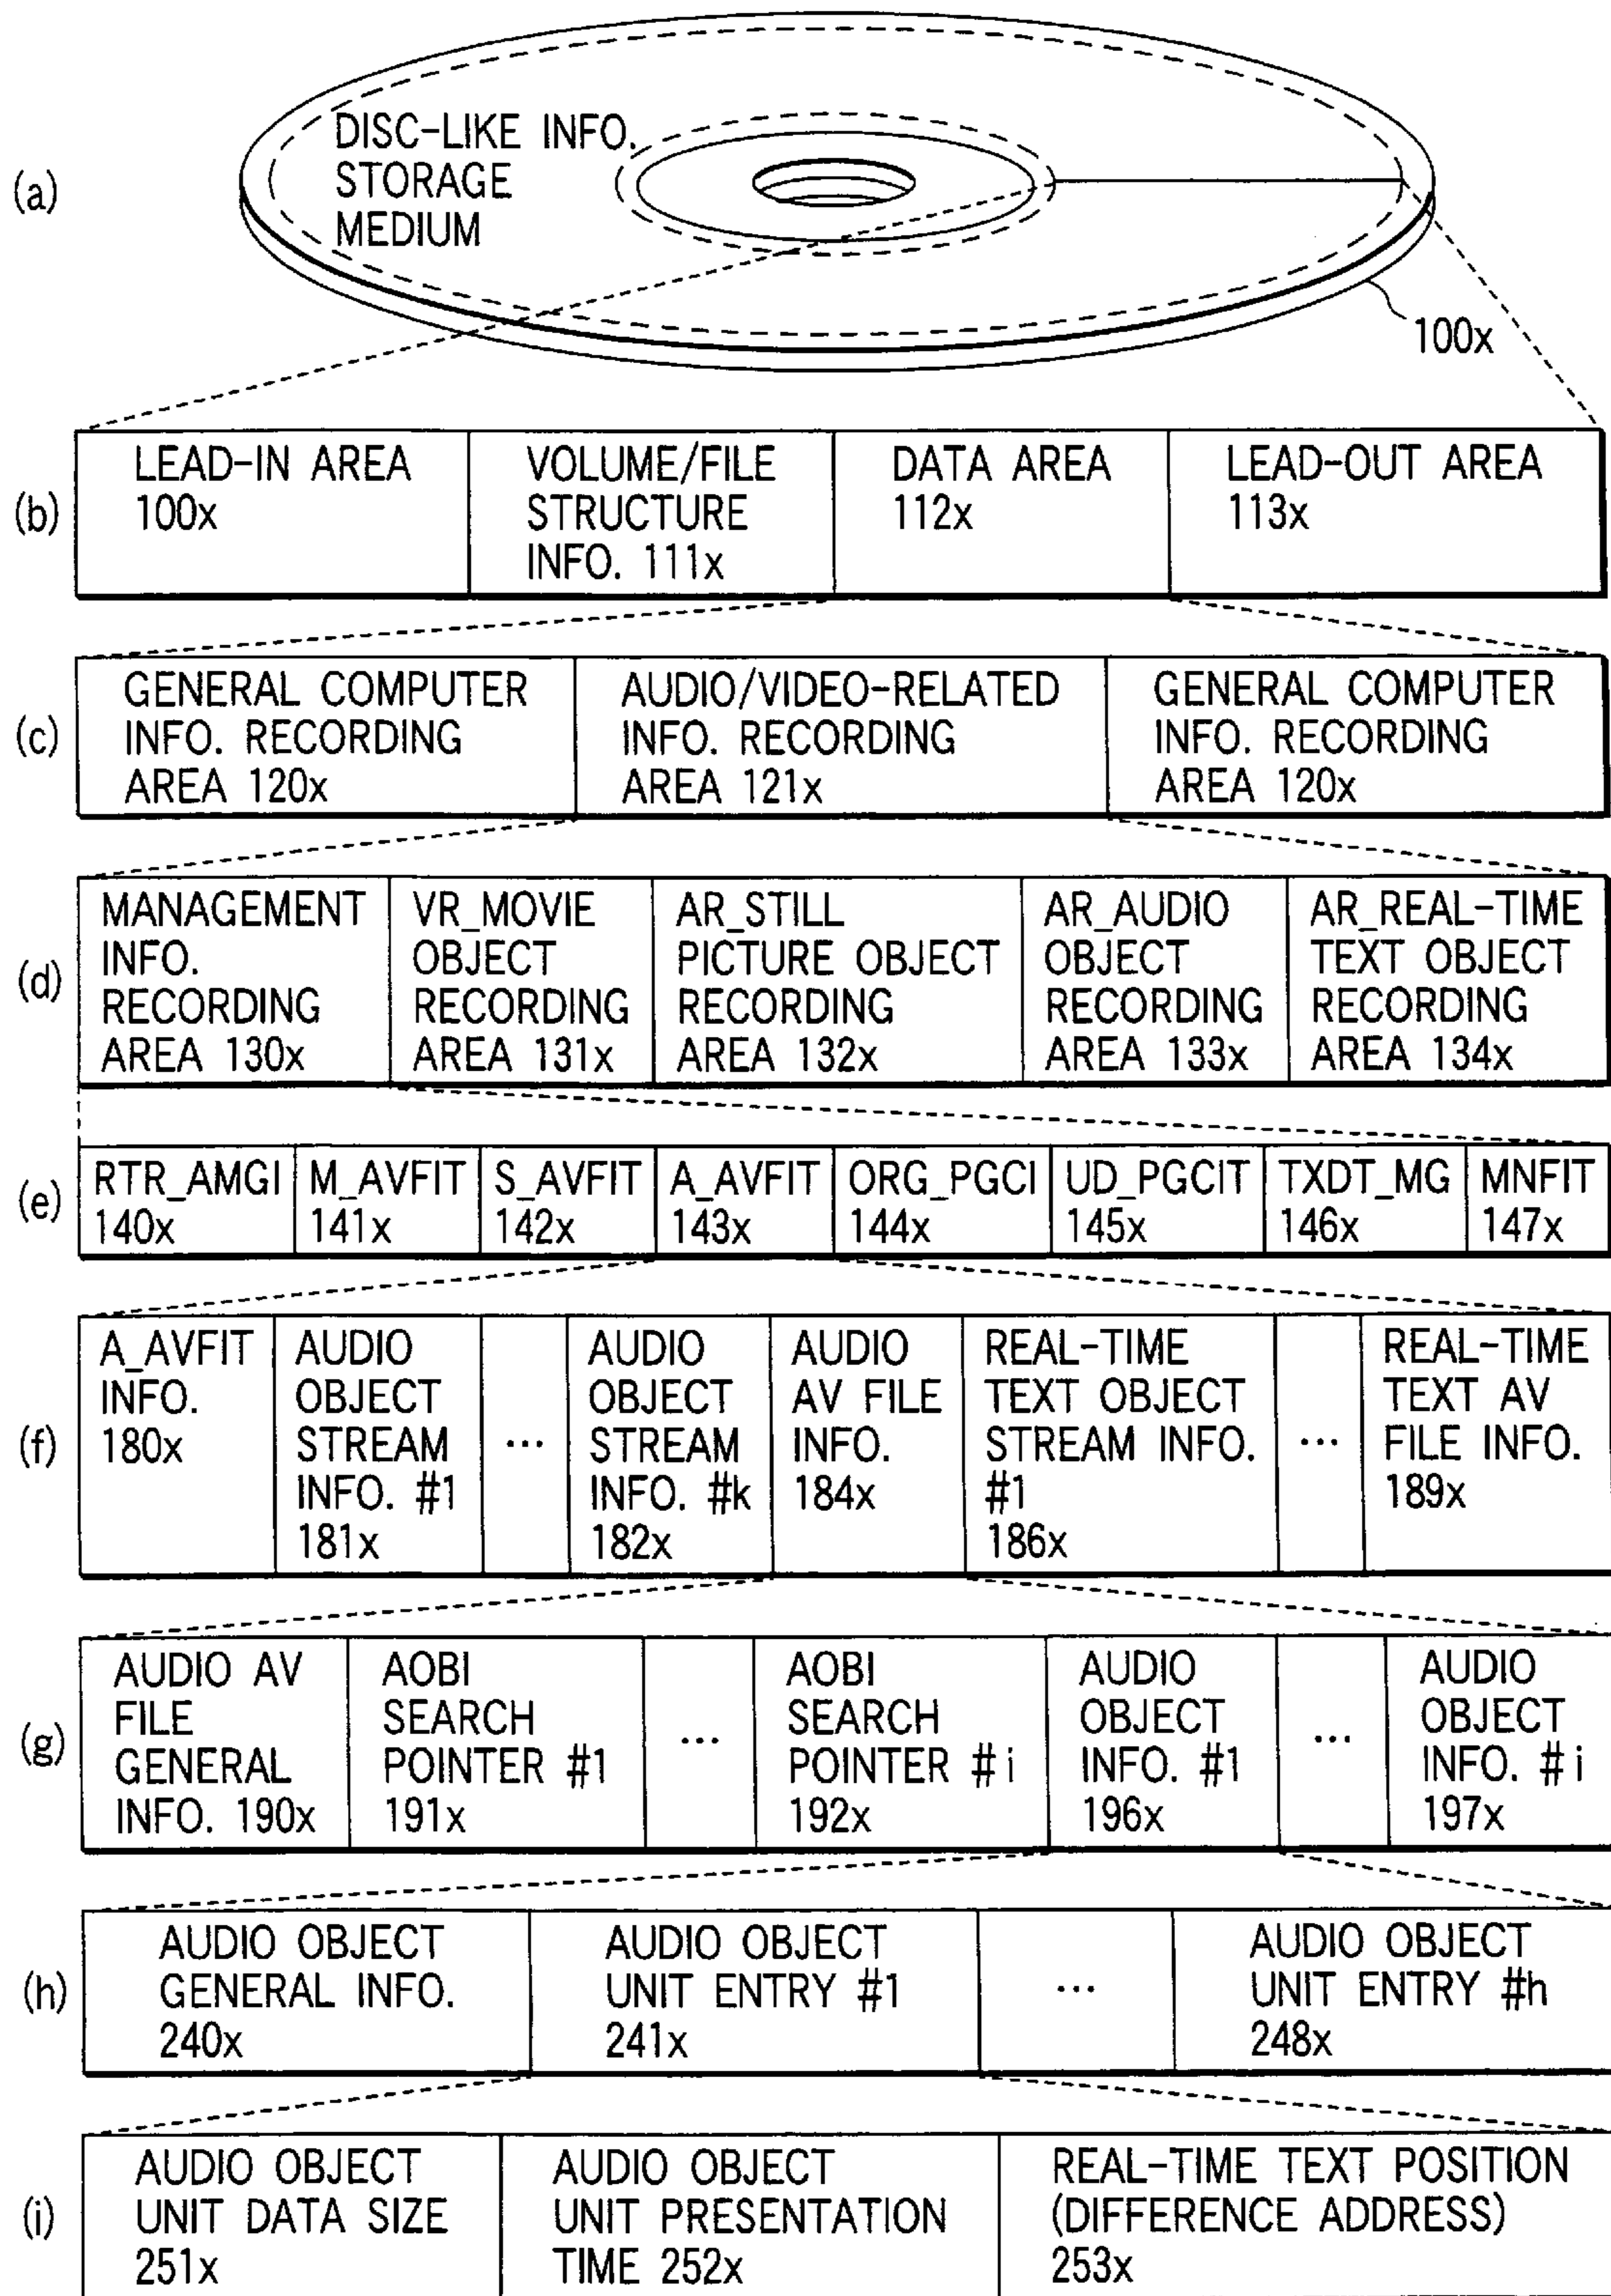 (a)
DISC-LIKE INFO.
STORAGE
MEDIUM
100x
(b)
LEAD-IN AREA
100x
VOLUME/FILE
STRUCTURE
INFO. 111x
DATA AREA
112x
LEAD-OUT AREA
113x
(c)
GENERAL COMPUTER
INFO. RECORDING
AREA 120x
AUDIO/VIDEO-RELATED
INFO. RECORDING
AREA 121x
GENERAL COMPUTER
INFO. RECORDING
AREA 120x
(d)
MANAGEMENT
INFO.
RECORDING
AREA 130x
VR_MOVIE
OBJECT
RECORDING
AREA 131x
AR_STILL
PICTURE OBJECT
RECORDING
AREA 132x
AR_AUDIO
OBJECT
RECORDING
AREA 133x
AR_REAL-TIME
TEXT OBJECT
RECORDING
AREA 134x
(e)
RTR_AMGI
140x
M_AVFIT
141x
S_AVFIT
142x
A_AVFIT
143x
ORG_PGCI
144x
UD_PGCIT
145x
TXDT_MG
146x
MNFIT
147x
(f)
A_AVFIT
INFO.
180x
AUDIO
OBJECT
STREAM
INFO. #1
181x
...
AUDIO
OBJECT
STREAM
INFO. #k
182x
AUDIO
AV FILE
INFO.
184x
REAL-TIME
TEXT OBJECT
STREAM INFO.
#1
186x
...
REAL-TIME
TEXT AV
FILE INFO.
189x
(g)
AUDIO AV
FILE
GENERAL
INFO. 190x
AOBI
SEARCH
POINTER #1
191x
...
AOBI
SEARCH
POINTER #i
192x
AUDIO
OBJECT
INFO. #1
196x
...
AUDIO
OBJECT
INFO. #i
197x
(h)
AUDIO OBJECT
GENERAL INFO.
240x
AUDIO OBJECT
UNIT ENTRY #1
241x
...
AUDIO OBJECT
UNIT ENTRY #h
248x
(i)
AUDIO OBJECT
UNIT DATA SIZE
251x
AUDIO OBJECT
UNIT PRESENTATION
TIME 252x
REAL-TIME TEXT POSITION
(DIFFERENCE ADDRESS)
253x